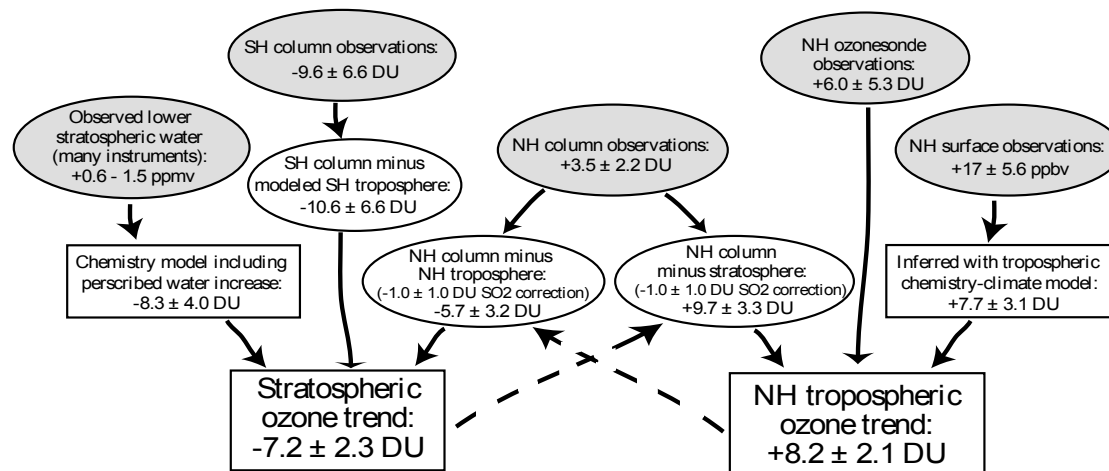 SH column observations:
-9.6 ± 6.6 DU
NH ozonesonde
observations:
+6.0 ± 5.3 DU
Observed lower
stratospheric water
(many instruments):
+0.6 - 1.5 ppmv
SH column minus
modeled SH troposphere:
-10.6 ± 6.6 DU
NH column observations:
+3.5 ± 2.2 DU
NH surface observations:
+17 ± 5.6 ppbv
Chemistry model including
perscribed water increase:
-8.3 ± 4.0 DU
NH column minus
NH troposphere:
(-1.0 ± 1.0 DU SO2 correction)
-5.7 ± 3.2 DU
NH column
minus stratosphere:
(-1.0 ± 1.0 DU SO2 correction)
+9.7 ± 3.3 DU
Inferred with tropospheric
chemistry-climate model:
+7.7 ± 3.1 DU
Stratospheric
ozone trend:
-7.2 ± 2.3 DU
NH tropospheric
ozone trend:
+8.2 ± 2.1 DU